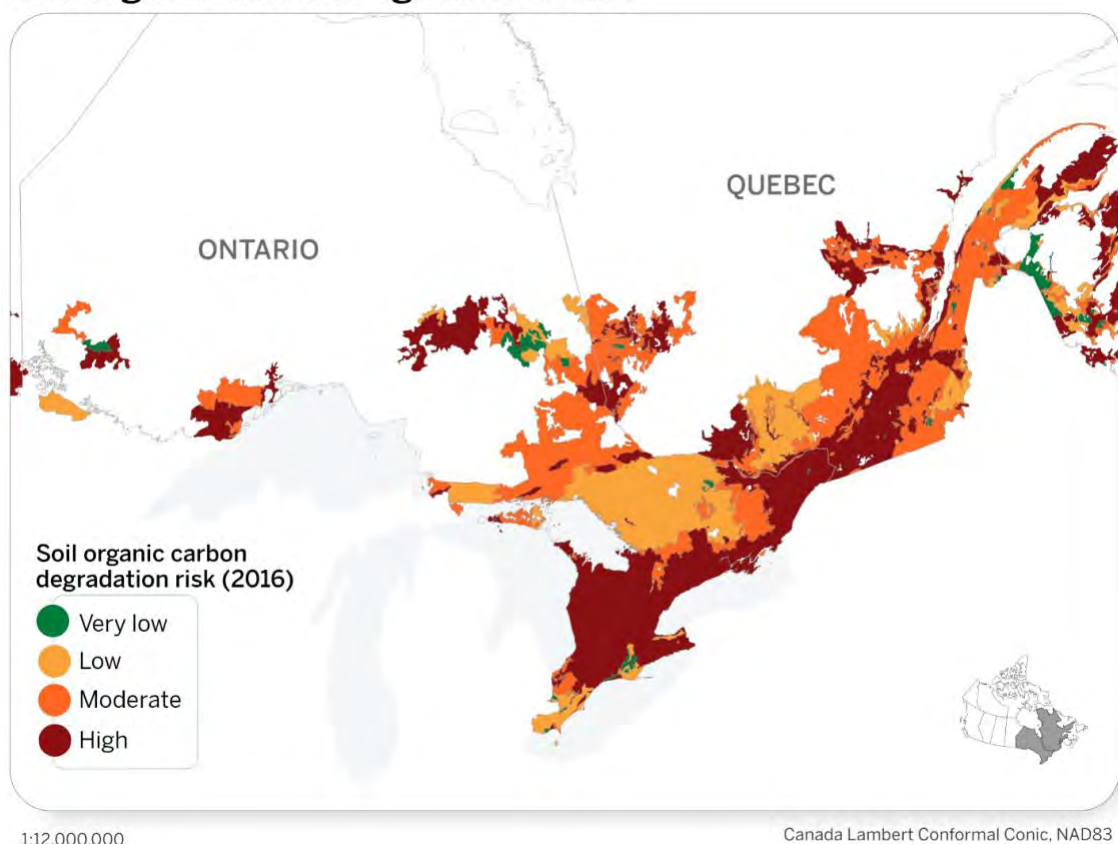 QUEBEC
ONTARIO
Soil organic carbon
degradation risk (2016)
Very low
Low
Moderate
High
1:12,000,000
Canada Lambert Conformal Conic, NAD83